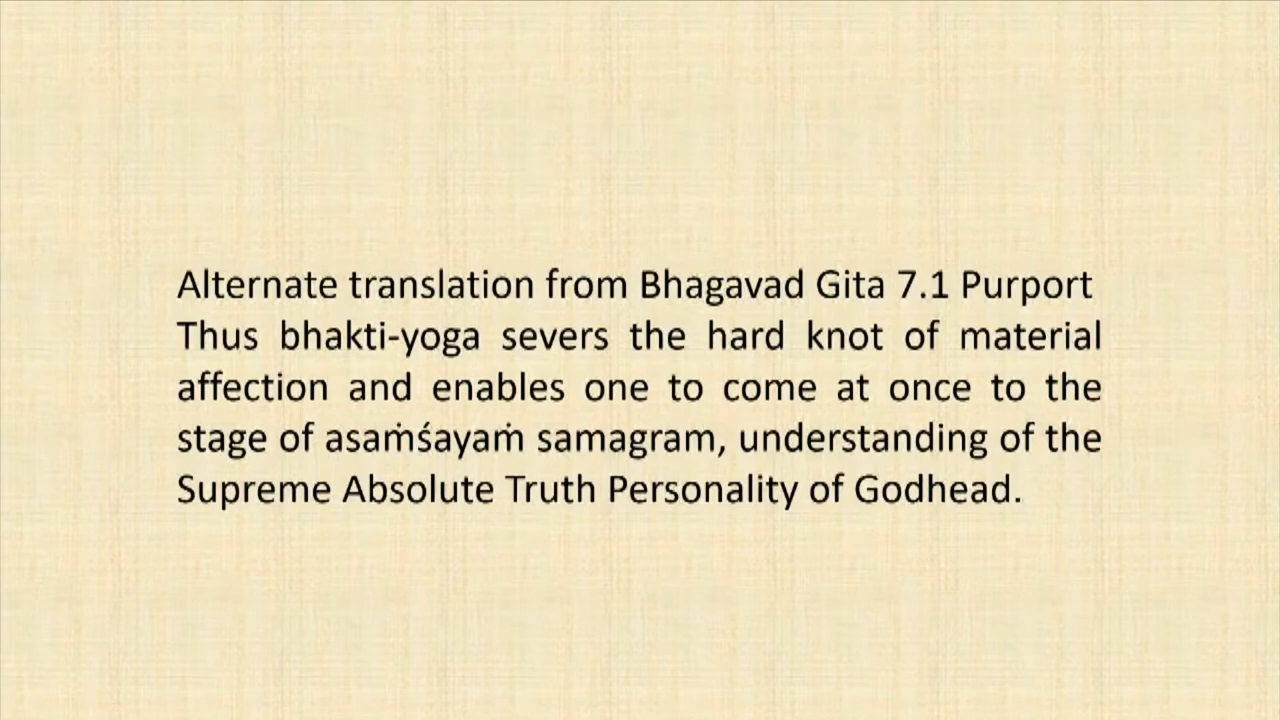 Alternate translation from Bhagavad Gita 7.1 Purport
Thus bhakti-yoga severs the hard knot of material
affection and enables one to come at once to the
stage of asaṁśayaṁ samagram, understanding of the
Supreme Absolute Truth Personality of Godhead.